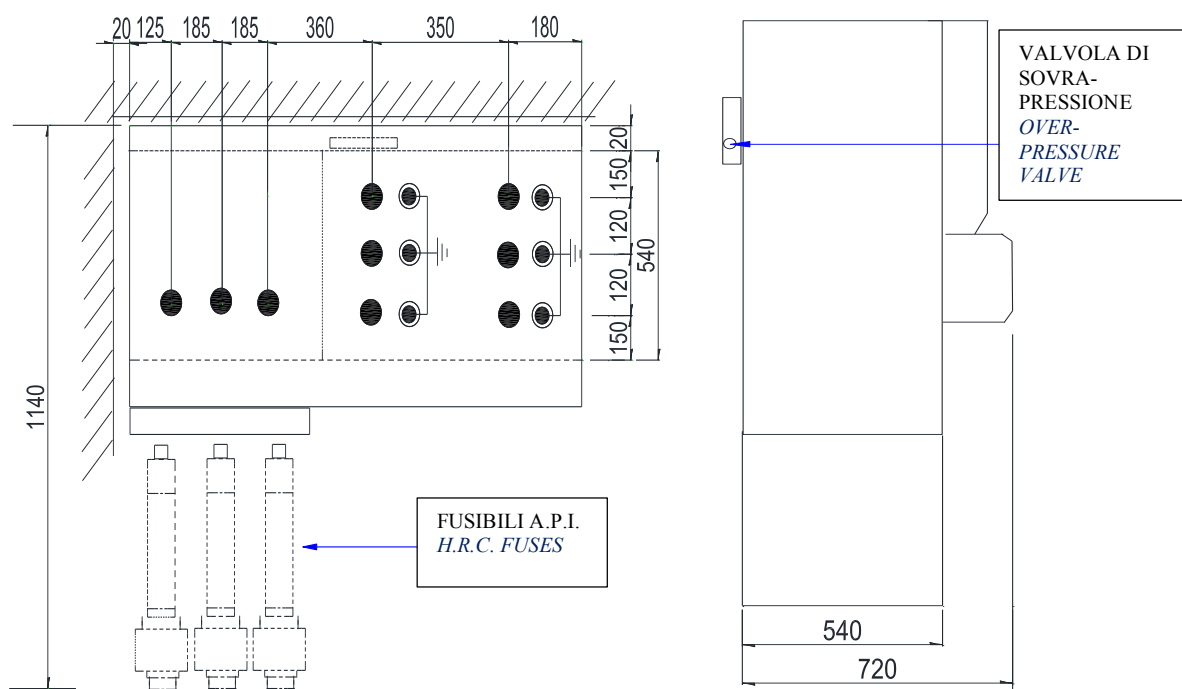 20 125 185 185 360 350 180
20
150
120
540
120
150
1140
FUSIBILI A.P.I.
H.R.C. FUSES
VALVOLA DI
SOVRA-
PRESSIONE
OVER-
PRESSURE
VALVE
540
720